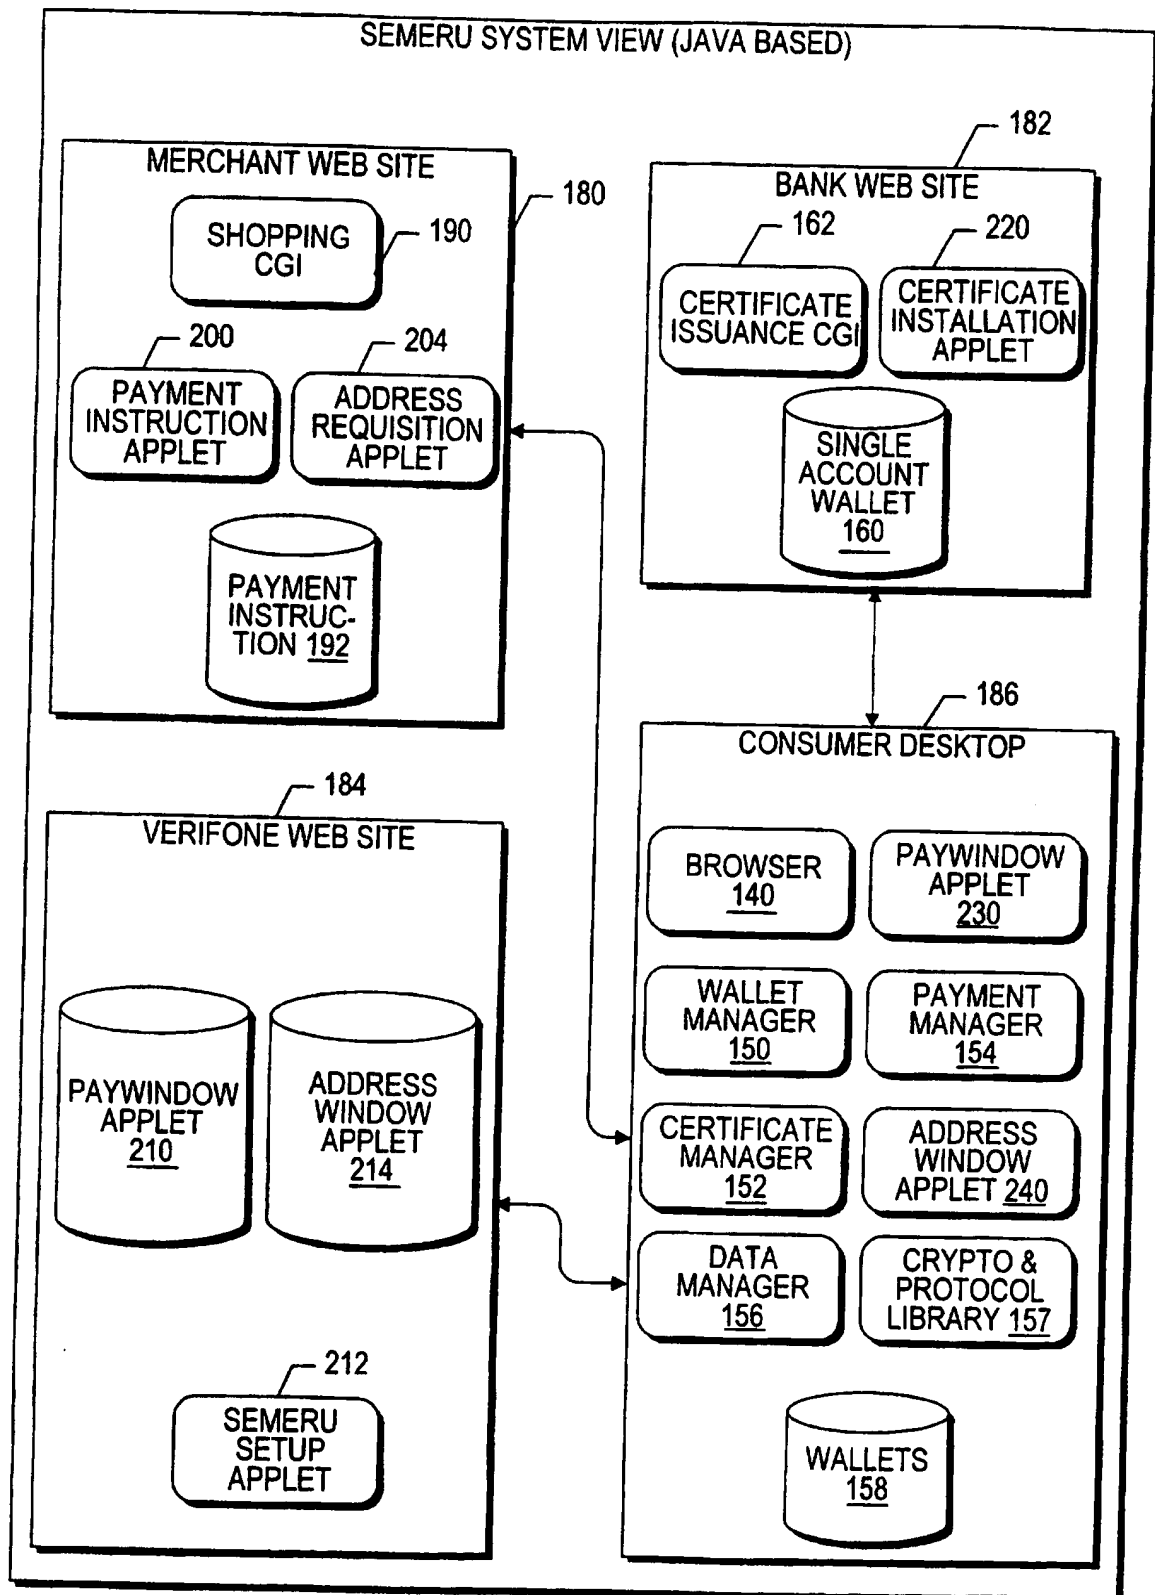 SEMERU SYSTEM VIEW (JAVA BASED)
MERCHANT WEB SITE
180
SHOPPING
CGI
190
200
PAYMENT
INSTRUCTION
APPLET
204
ADDRESS
REQUISITION
APPLET
PAYMENT
INSTRUC-
TION 192
182
BANK WEB SITE
162
CERTIFICATE
ISSUANCE CGI
220
CERTIFICATE
INSTALLATION
APPLET
SINGLE
ACCOUNT
WALLET
160
184
VERIFONE WEB SITE
PAYWINDOW
APPLET
210
ADDRESS
WINDOW
APPLET
214
212
SEMERU
SETUP
APPLET
186
CONSUMER DESKTOP
BROWSER
140
PAYWINDOW
APPLET
230
WALLET
MANAGER
150
PAYMENT
MANAGER
154
CERTIFICATE
MANAGER
152
ADDRESS
WINDOW
APPLET 240
DATA
MANAGER
156
CRYPTO &
PROTOCOL
LIBRARY 157
WALLETS
158